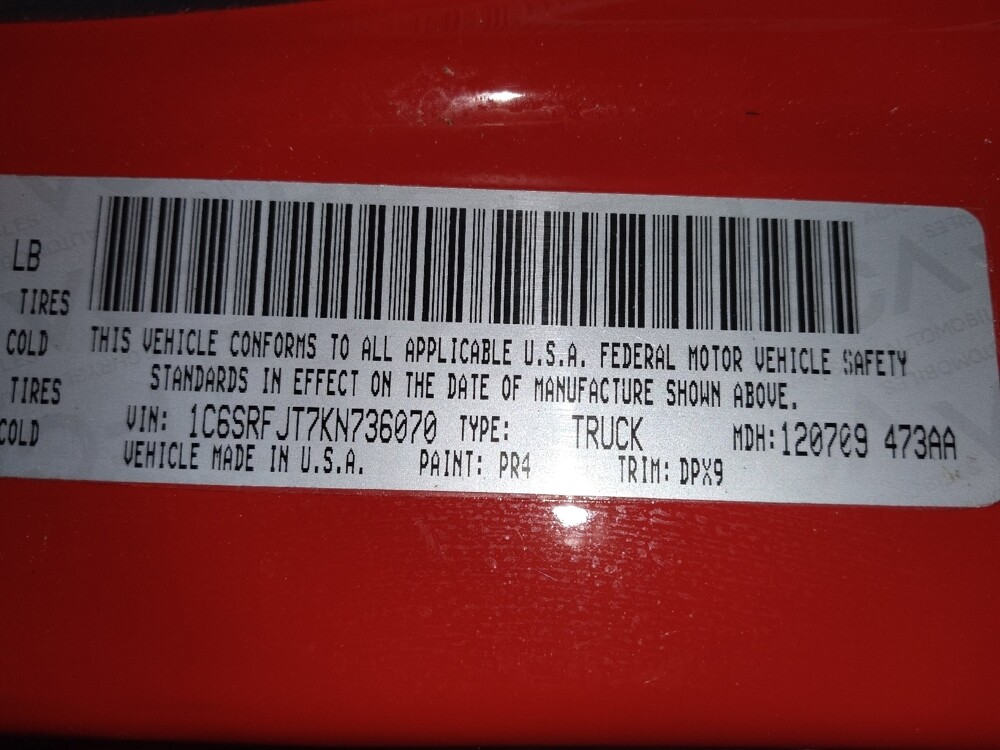 LB
TIRES
COLD
TIRES
COLD
THIS VEHICLE CONFORMS TO ALL APPLICABLE U.S.A. FEDERAL MOTOR VEHICLE SAFETY
STANDARDS IN EFFECT ON THE DATE OF MANUFACTURE SHOWN ABOVE.
VIN: 1C6SRFJT7KN736070 TYPE: TRUCK MDH:120709 473AA
VEHICLE MADE IN U.S.A. PAINT: PR4 TRIM: DPX9